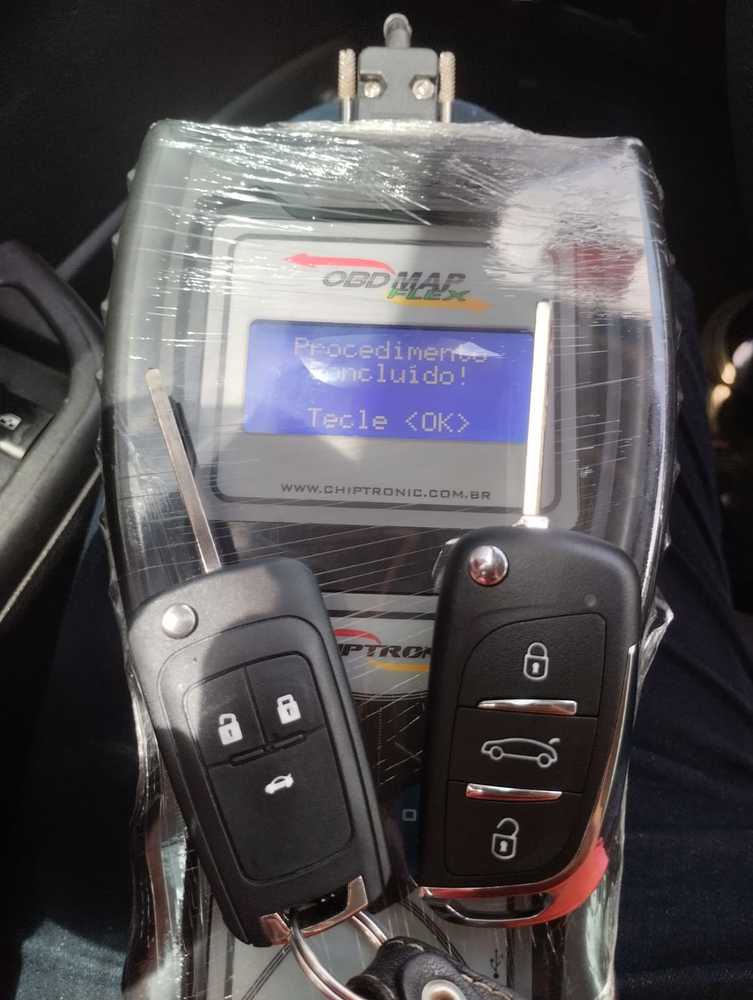 OBDMAP
FLEX
Procedimento
Concluído!
Tecle <OK>
WWW.CHIPTRONIC.COM.BR